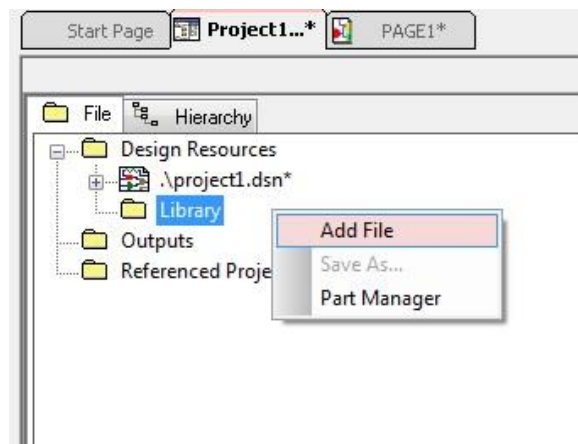 Start Page Project1...* PAGE1*
File Hierarchy
Design Resources
.\project1.dsn*
Library
Add File
Outputs
Save As...
Referenced Proje
Part Manager